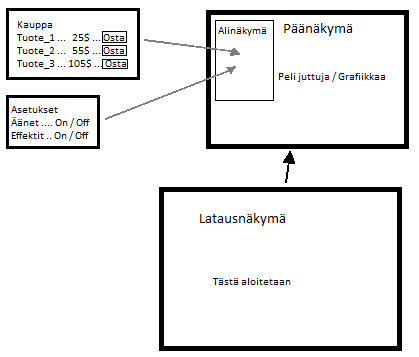 Kauppa
Tuote_1 ... 25$ ... Osta
Tuote_2 ... 55$ ... Osta
Tuote_3 ... 105$ ... Osta
Asetukset
Äänet .... On / Off
Effektit .. On / Off
Alinäkymä
Päänäkymä
Peli juttuja / Grafiikkaa
Latausnäkymä
Tästä aloitetaan